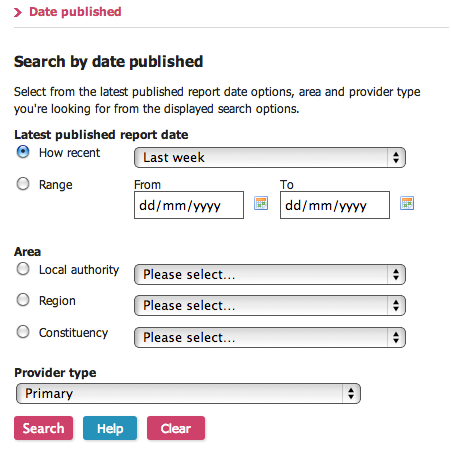 Date published
Search by date published
Select from the latest published report date options, area and provider type
you're looking for from the displayed search options.
Latest published report date
How recent
Last week
Range
From
To
dd/mm/yyyy
dd/mm/yyyy
Area
Local authority
Please select...
Region
Please select...
Constituency
Please select...
Provider type
Primary
Search Help Clear